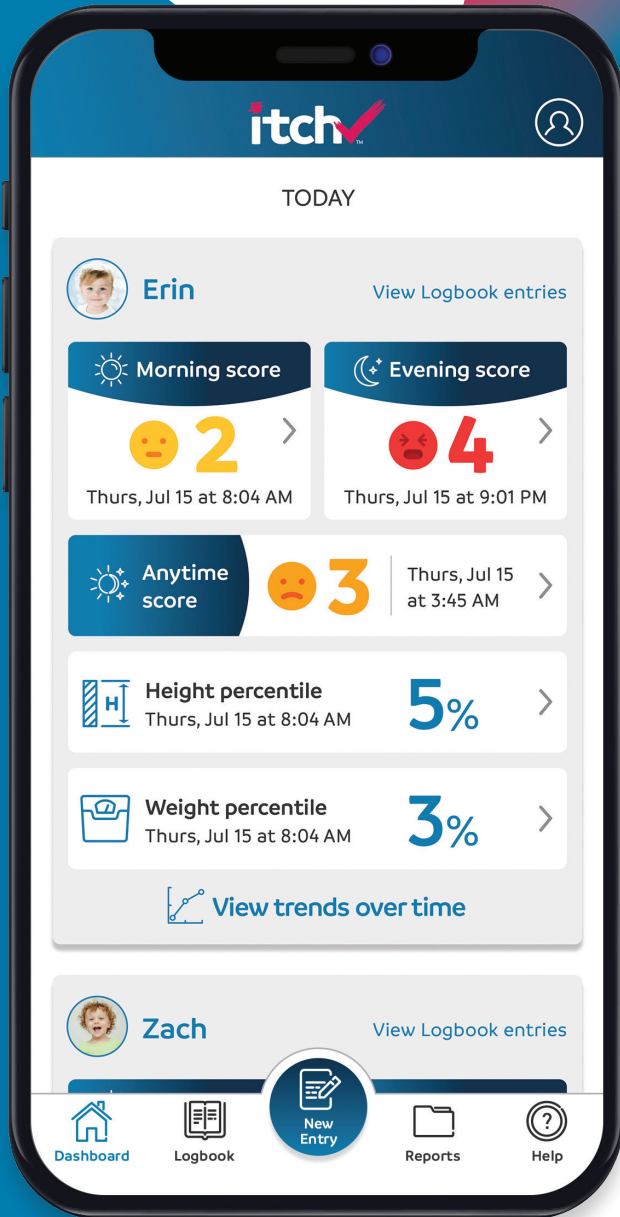 itch
TM
TODAY
Erin
View Logbook entries
Morning score
Evening score
2
4
Thurs, Jul 15 at 8:04 AM
Thurs, Jul 15 at 9:01 PM
Anytime
score
3
Thurs, Jul 15
at 3:45 AM
H
Height percentile
Thurs, Jul 15 at 8:04 AM
5%
Weight percentile
Thurs, Jul 15 at 8:04 AM
3%
View trends over time
Zach
View Logbook entries
Dashboard
Logbook
New
Entry
Reports
?
Help